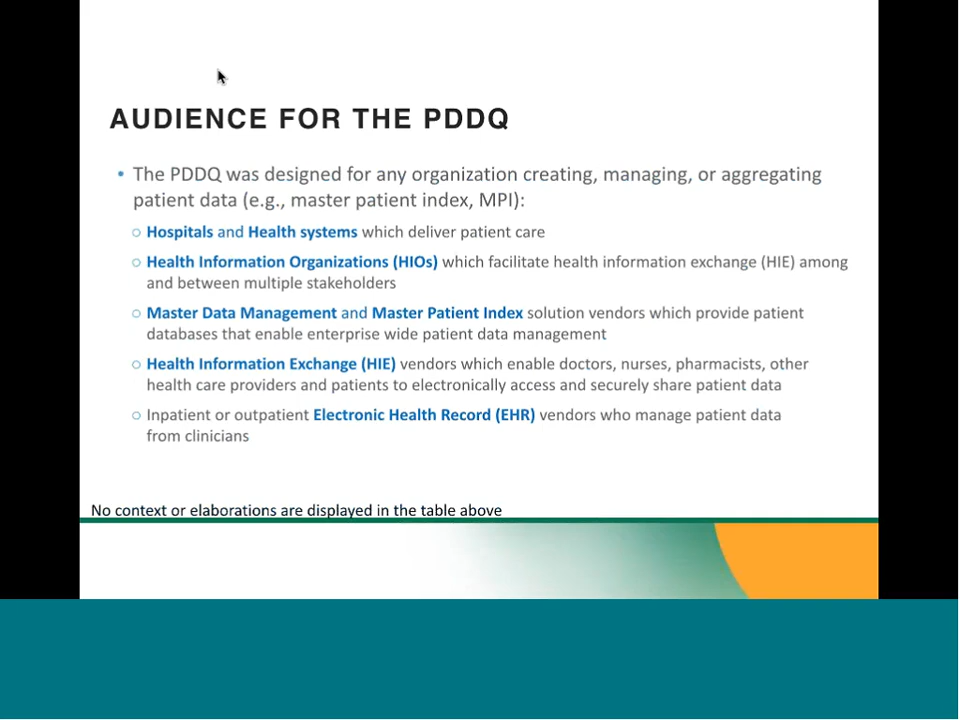 AUDIENCE FOR THE PDDQ
• The PDDQ was designed for any organization creating, managing, or aggregating
patient data (e.g., master patient index, MPI):
○ Hospitals and Health systems which deliver patient care
○ Health Information Organizations (HIOs) which facilitate health information exchange (HIE) among
and between multiple stakeholders
○ Master Data Management and Master Patient Index solution vendors which provide patient
databases that enable enterprise wide patient data management
○ Health Information Exchange (HIE) vendors which enable doctors, nurses, pharmacists, other
health care providers and patients to electronically access and securely share patient data
○ Inpatient or outpatient Electronic Health Record (EHR) vendors who manage patient data
from clinicians
No context or elaborations are displayed in the table above